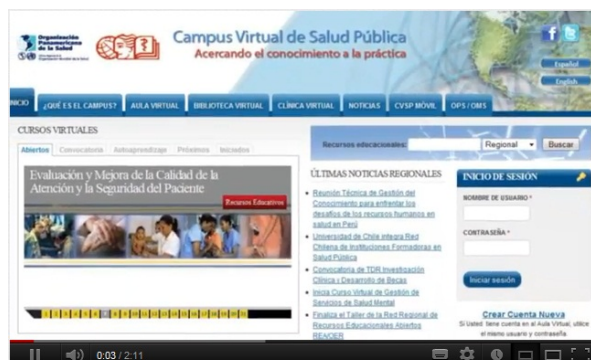 Organización
Panamericana
de la Salud
Campus Virtual de Salud Pública
Acercando el conocimiento a la práctica
Español
English
INICIO
¿QUÉ ES EL CAMPUS?
AULA VIRTUAL
BIBLIOTECA VIRTUAL
CLÍNICA VIRTUAL
NOTICIAS
CVSP MÓVIL
OPS / OMS
CURSOS VIRTUALES
Abiertos
Convocatoria
Autoaprendizaje
Próximos
Iniciados
Recursos educacionales:
Regional
Buscar
Evaluación y Mejora de la Calidad de la
Atención y la Seguridad del Paciente
Recursos Educativos
ÚLTIMAS NOTICIAS REGIONALES
Reunión Técnica de Gestión del
Conocimiento para enfrentar los
desafíos de los recursos humanos en
salud en Perú
Universidad de Chile integra Red
Chilena de Instituciones Formadoras en
Salud Pública
Convocatoria de TDR Investigación
Clínica y Desarrollo de Becas
Inicia Curso Virtual de Gestión de
Servicios de Salud Mental
Finaliza el Taller de la Red Regional de
Recursos Educacionales Abiertos
INICIO DE SESIÓN
NOMBRE DE USUARIO *
CONTRASEÑA *
Iniciar sesión
Crear Cuenta Nueva
Si Usted tiene cuenta en el Aula Virtual, utilice
el mismo usuario y contraseña.
0:03 / 2:11